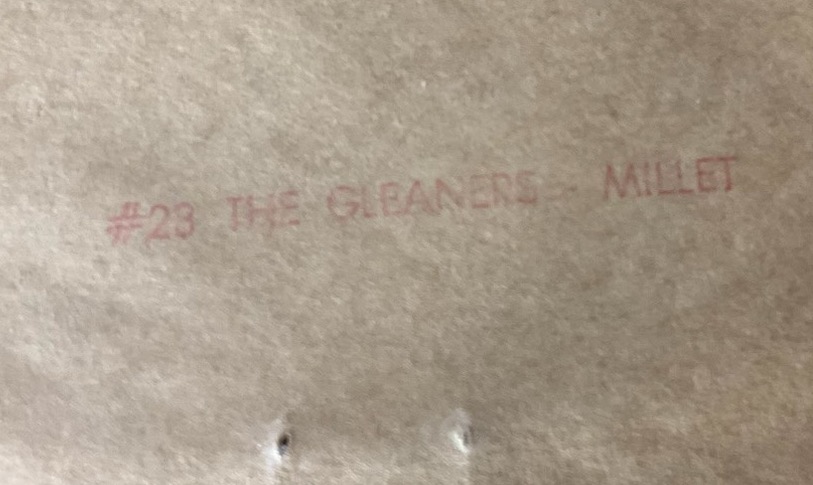 #23 THE GLEANERS - MILLET